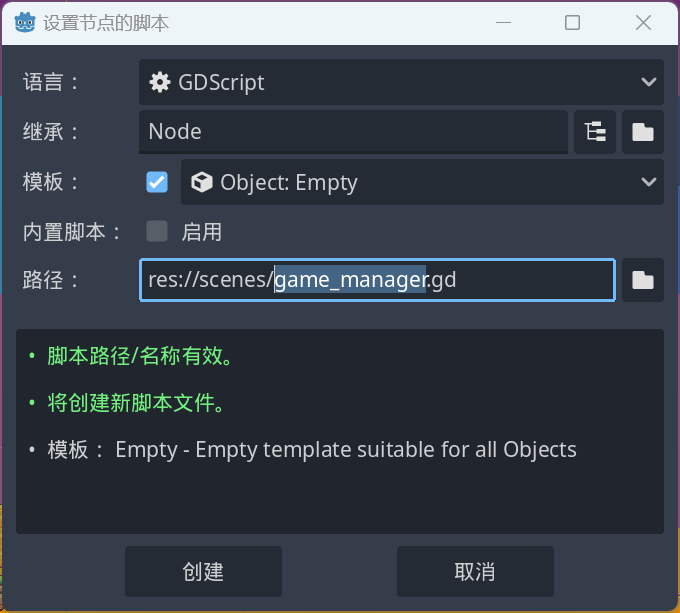 设置节点的脚本
语言：
GDScript
继承：
Node
模板：
Object: Empty
内置脚本：
启用
路径：
res://scenes/game_manager.gd
• 脚本路径/名称有效。
• 将创建新脚本文件。
• 模板： Empty - Empty template suitable for all Objects
创建
取消